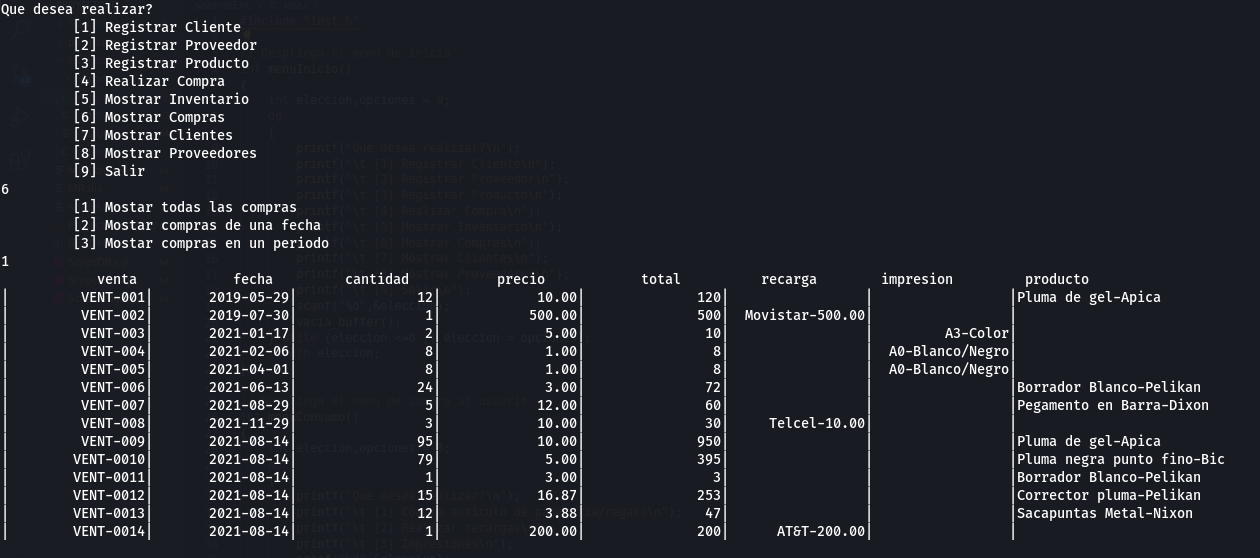 Que desea realizar?
[1] Registrar Cliente
[2] Registrar Proveedor
[3] Registrar Producto
[4] Realizar Compra
[5] Mostrar Inventario
[6] Mostrar Compras
[7] Mostrar Clientes
[8] Mostrar Proveedores
[9] Salir
6
[1] Mostar todas las compras
[2] Mostar compras de una fecha
[3] Mostar compras en un periodo
1
venta fecha cantidad precio total recarga impresion producto
| VENT-001| 2019-05-29| 12| 10.00| 120| | |Pluma de gel-Apica
| VENT-002| 2019-07-30| 1| 500.00| 500| Movistar-500.00| |
| VENT-003| 2021-01-17| 2| 5.00| 10| | A3-Color|
| VENT-004| 2021-02-06| 8| 1.00| 8| | A0-Blanco/Negro|
| VENT-005| 2021-04-01| 8| 1.00| 8| | A0-Blanco/Negro|
| VENT-006| 2021-06-13| 24| 3.00| 72| | |Borrador Blanco-Pelikan
| VENT-007| 2021-08-29| 5| 12.00| 60| | |Pegamento en Barra-Dixon
| VENT-008| 2021-11-29| 3| 10.00| 30| Telcel-10.00| |
| VENT-009| 2021-08-14| 95| 10.00| 950| | |Pluma de gel-Apica
| VENT-0010| 2021-08-14| 79| 5.00| 395| | |Pluma negra punto fino-Bic
| VENT-0011| 2021-08-14| 1| 3.00| 3| | |Borrador Blanco-Pelikan
| VENT-0012| 2021-08-14| 15| 16.87| 253| | |Corrector pluma-Pelikan
| VENT-0013| 2021-08-14| 12| 3.88| 47| | |Sacapuntas Metal-Nixon
| VENT-0014| 2021-08-14| 1| 200.00| 200| AT&T-200.00| |